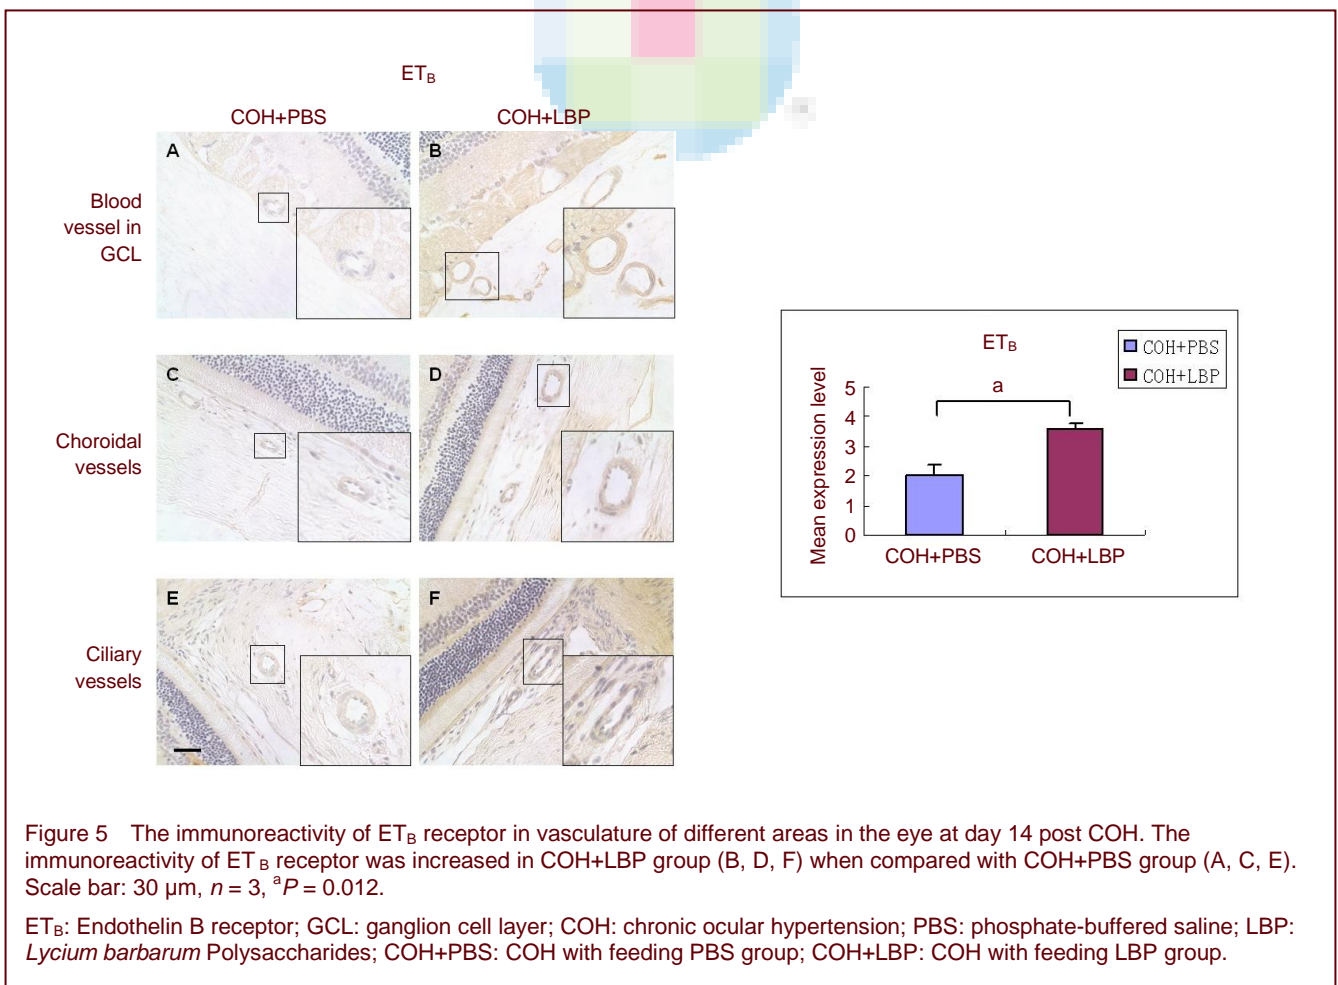 ET_B
COH+PBS COH+LBP
A B
Blood
vessel in
GCL
C D
Choroidal
vessels
E F
Ciliary
vessels
ET_B
COH+PBS
COH+LBP
a
Mean expression level
5
4
3
2
1
0
COH+PBS COH+LBP
Figure 5 The immunoreactivity of ET_B receptor in vasculature of different areas in the eye at day 14 post COH. The
immunoreactivity of ET_B receptor was increased in COH+LBP group (B, D, F) when compared with COH+PBS group (A, C, E).
Scale bar: 30 µm, n = 3, ᵃP = 0.012.
ET_B: Endothelin B receptor; GCL: ganglion cell layer; COH: chronic ocular hypertension; PBS: phosphate-buffered saline; LBP:
Lycium barbarum Polysaccharides; COH+PBS: COH with feeding PBS group; COH+LBP: COH with feeding LBP group.